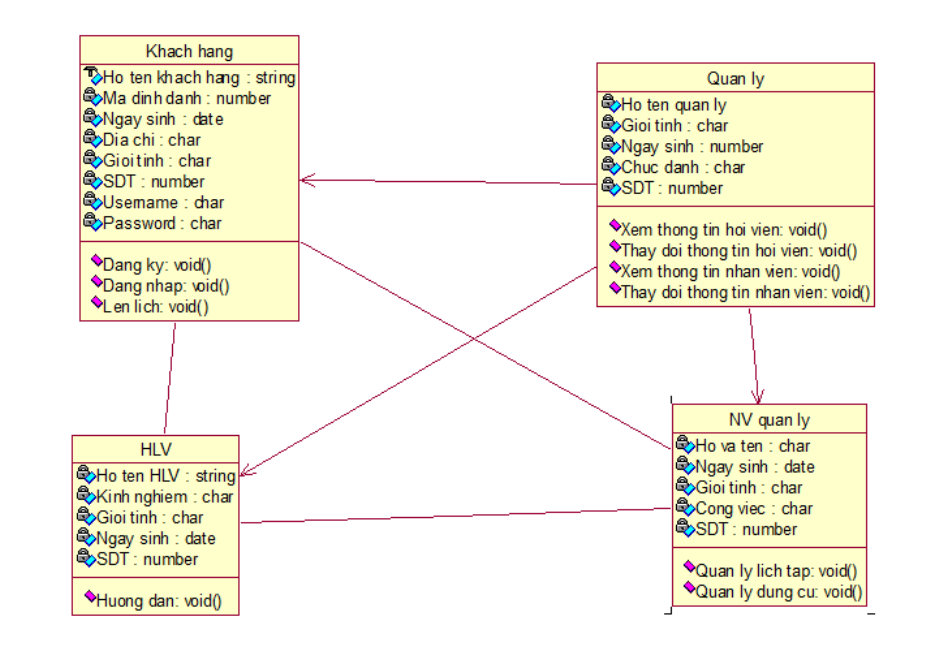 Khach hang
Ho ten khach hang : string
Ma dinh danh : number
Ngay sinh : date
Dia chi : char
Gioi tinh : char
SDT : number
Username : char
Password : char
Dang ky: void()
Dang nhap: void()
Len lich: void()
Quan ly
Ho ten quan ly
Gioi tinh : char
Ngay sinh : number
Chuc danh : char
SDT : number
Xem thong tin hoi vien: void()
Thay doi thong tin hoi vien: void()
Xem thong tin nhan vien: void()
Thay doi thong tin nhan vien: void()
HLV
Ho ten HLV : string
Kinh nghiem : char
Gioi tinh : char
Ngay sinh : date
SDT : number
Huong dan: void()
NV quan ly
Ho va ten : char
Ngay sinh : date
Gioi tinh : char
Cong viec : char
SDT : number
Quan ly lich tap: void()
Quan ly dung cu: void()